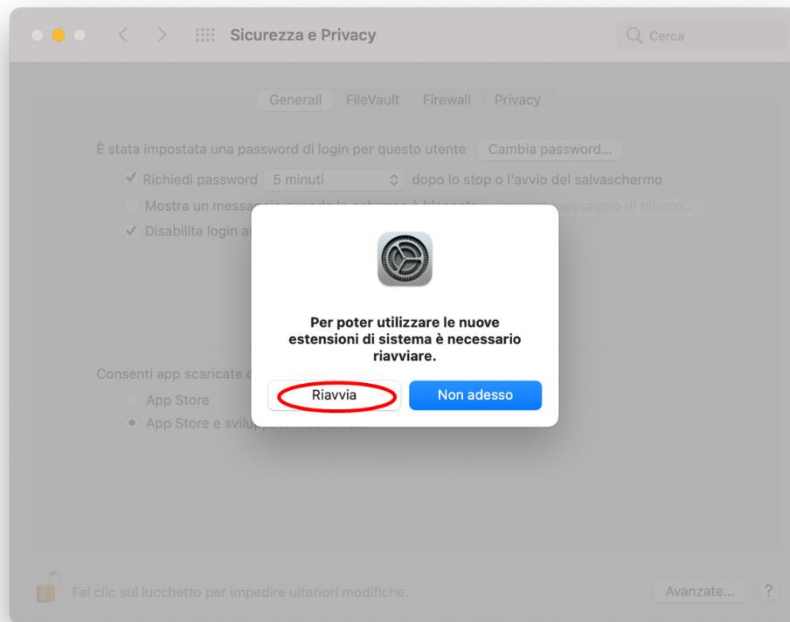 Sicurezza e Privacy
Cerca
Generali FileVault Firewall Privacy
È stata impostata una password di login per questo utente Cambia password...
Richiedi password 5 minuti dopo lo stop o l'avvio del salvaschermo
Mostra un messaggio di blocco...
Disabilita login
Per poter utilizzare le nuove
estensioni di sistema è necessario
riavviare.
Riavvia Non adesso
Consenti app scaricate
App Store
App Store e
Fai clic sul lucchetto per impedire ulteriori modifiche.
Avanzate... ?